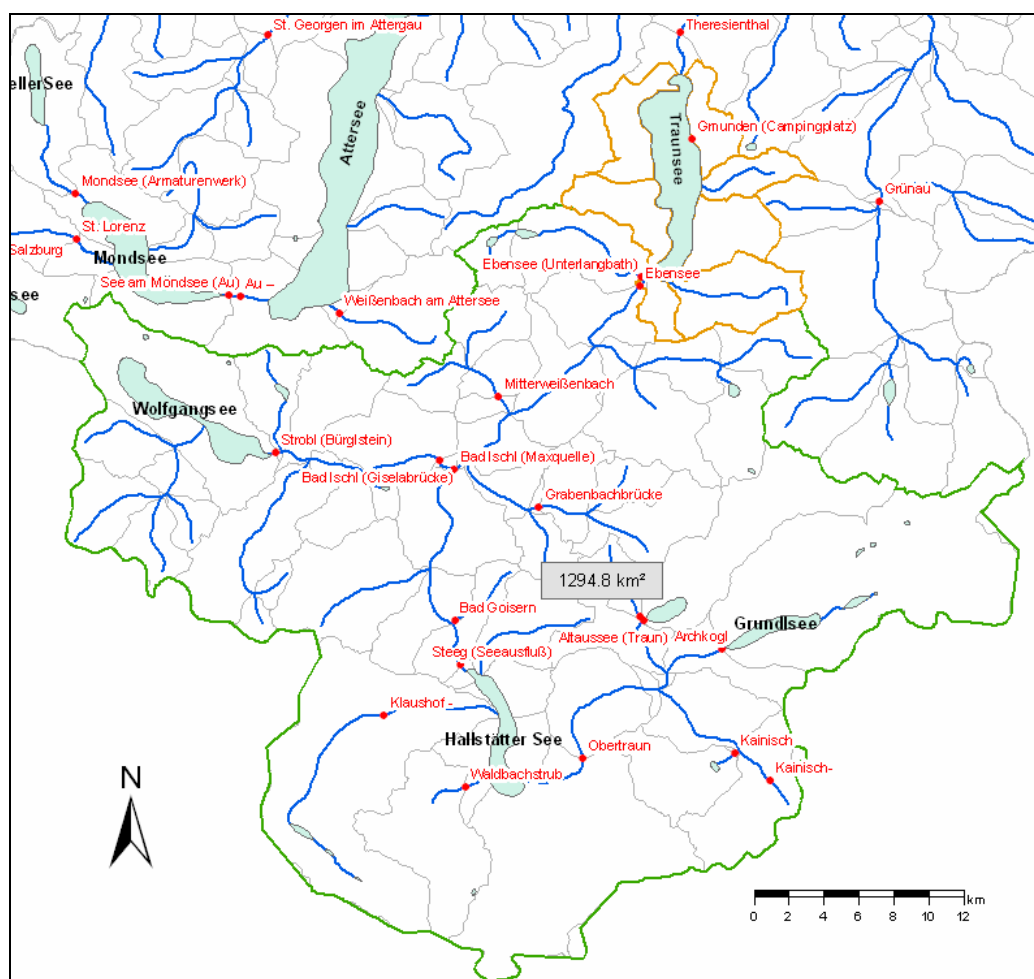 St. Georgen im Attergau
Theresienthal
ellerSee
Attersee
Traunsee
Gmunden (Campingplatz)
Mondsee (Armaturenwerk)
Grünau
St. Lorenz
Salzburg
Mondsee
Ebensee (Unterlangbath)
Ebensee
see
See am Möndsee (Au)
Au -
Weißenbach am Attersee
Mitterweißenbach
Wolfgangsee
Strobl (Bürglstein)
Bad Ischl (Maxquelle)
Bad Ischl (Giselabrücke)
Grabenbachbrücke
1294.8 km²
Bad Goisern
Altaussee (Traun)
Archkogl
Grundlsee
Steeg (Seeausfluß)
Klaushof -
Hallstätter See
Obertraun
Kainisch
Kainisch-
Waldbachstrub
N
km
0 2 4 6 8 10 12